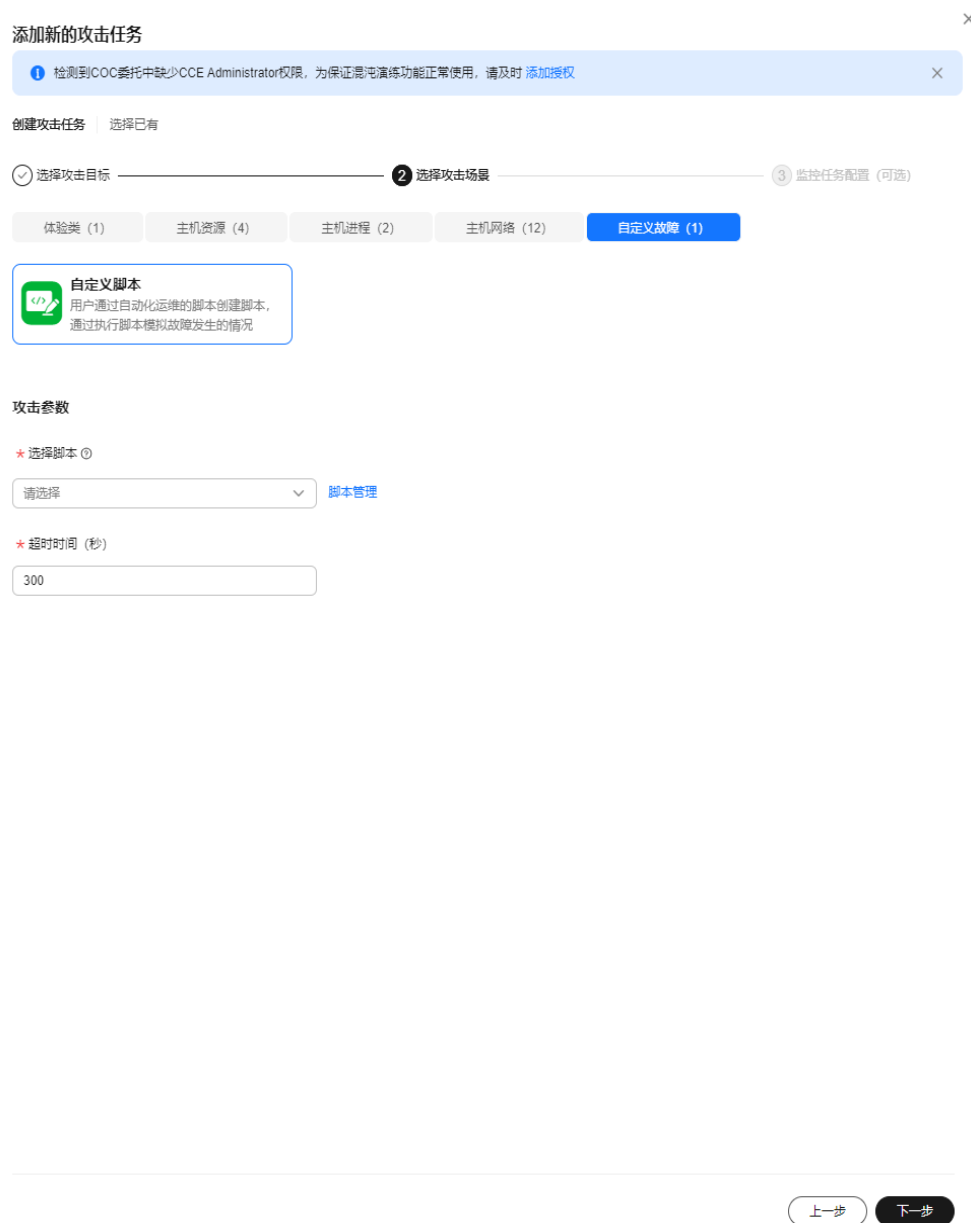 添加新的攻击任务
检测到COC委托中缺少CCE Administrator权限，为保证混沌演练功能正常使用，请及时 添加授权
创建攻击任务 选择已有
选择攻击目标 2 选择攻击场景 3 监控任务配置（可选）
体验类（1） 主机资源（4） 主机进程（2） 主机网络（12） 自定义故障（1）
自定义脚本
用户通过自动化运维的脚本创建脚本，
通过执行脚本模拟故障发生的情况
攻击参数
* 选择脚本
请选择 脚本管理
* 超时时间（秒）
300
上一步 下一步